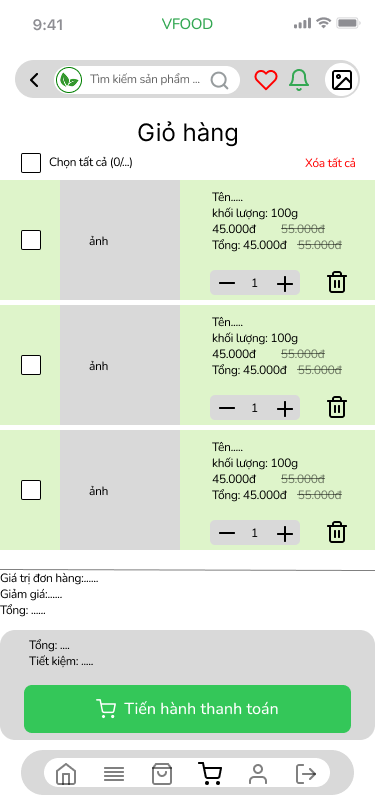 9:41
VFOOD
Tìm kiếm sản phẩm ...
Giỏ hàng
Chọn tất cả (0/...)
Xóa tất cả
ảnh
Tên.....
khối lượng: 100g
45.000đ 55.000đ
Tổng: 45.000đ 55.000đ
1
ảnh
Tên.....
khối lượng: 100g
45.000đ 55.000đ
Tổng: 45.000đ 55.000đ
1
ảnh
Tên.....
khối lượng: 100g
45.000đ 55.000đ
Tổng: 45.000đ 55.000đ
1
Giá trị đơn hàng:......
Giảm giá:......
Tổng: ......
Tổng: ....
Tiết kiệm: .....
Tiến hành thanh toán